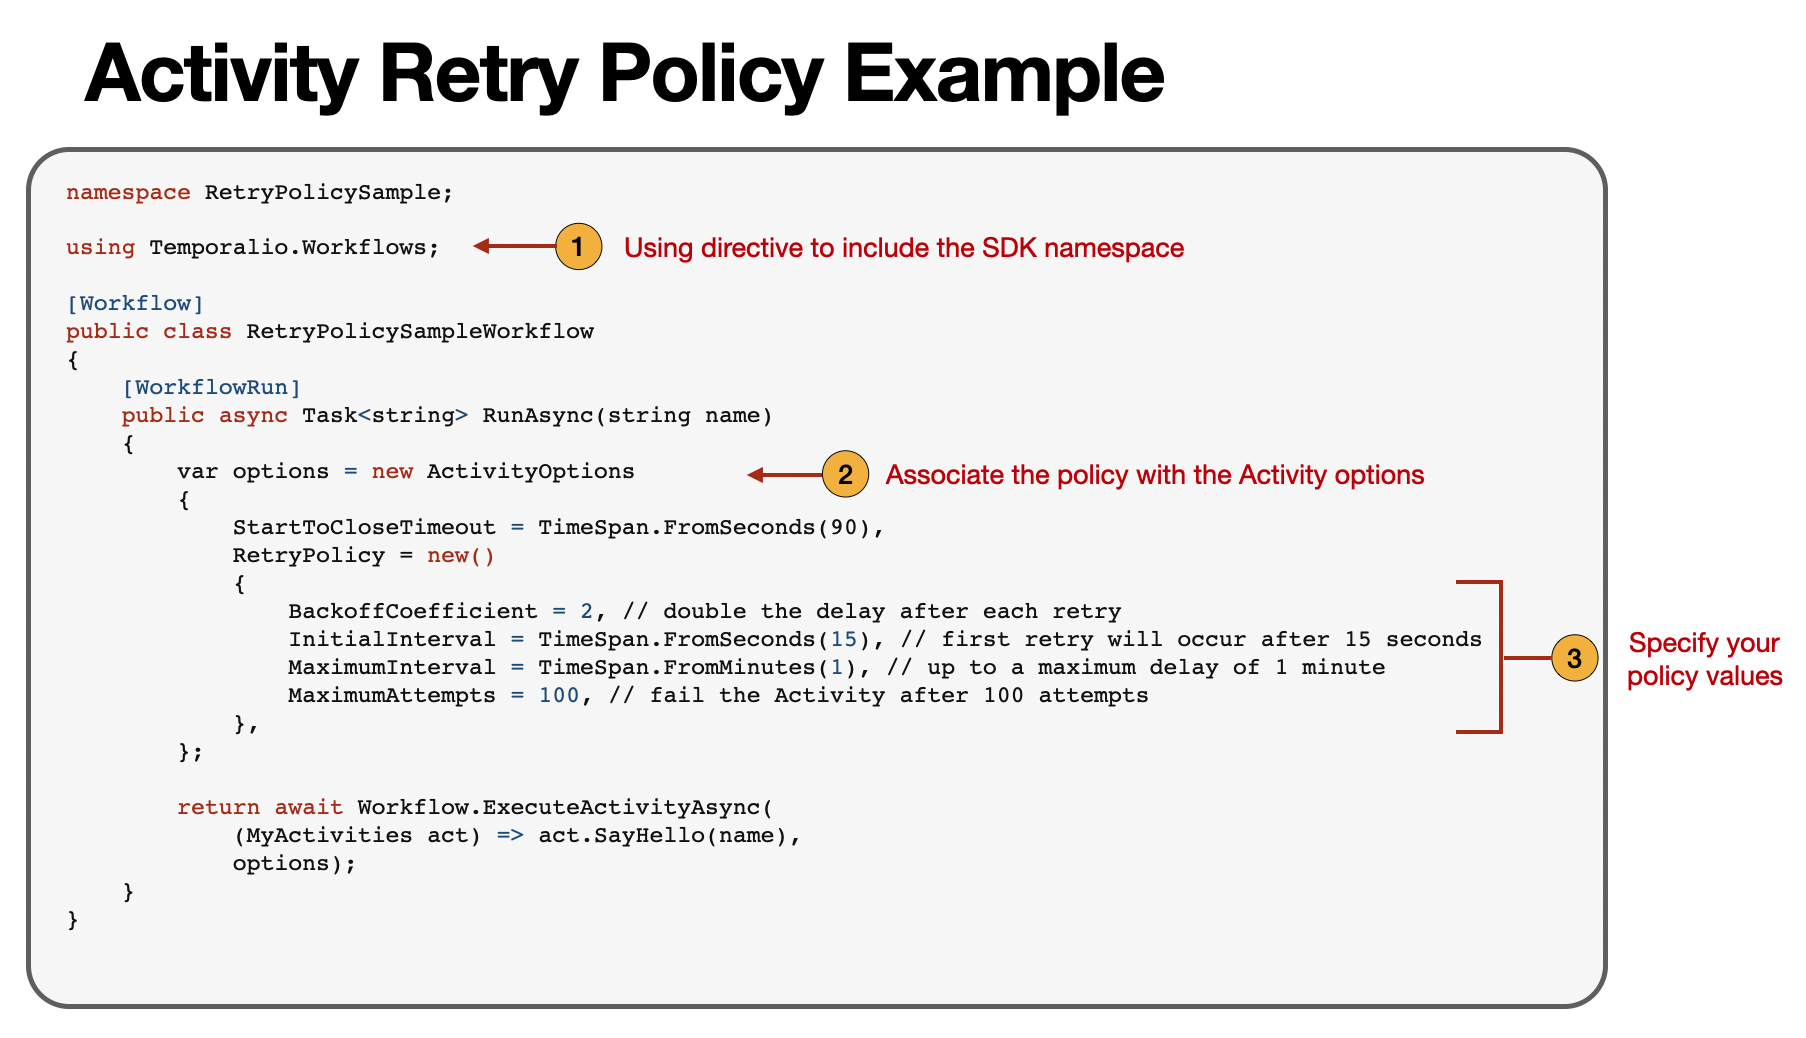 Activity Retry Policy Example
namespace RetryPolicySample;
using Temporalio.Workflows;
1
Using directive to include the SDK namespace
[Workflow]
public class RetryPolicySampleWorkflow
{
[WorkflowRun]
public async Task<string> RunAsync(string name)
{
var options = new ActivityOptions
2
Associate the policy with the Activity options
{
StartToCloseTimeout = TimeSpan.FromSeconds(90),
RetryPolicy = new()
{
BackoffCoefficient = 2, // double the delay after each retry
InitialInterval = TimeSpan.FromSeconds(15), // first retry will occur after 15 seconds
MaximumInterval = TimeSpan.FromMinutes(1), // up to a maximum delay of 1 minute
MaximumAttempts = 100, // fail the Activity after 100 attempts
},
3
Specify your
policy values
};
return await Workflow.ExecuteActivityAsync(
(MyActivities act) => act.SayHello(name),
options);
}
}